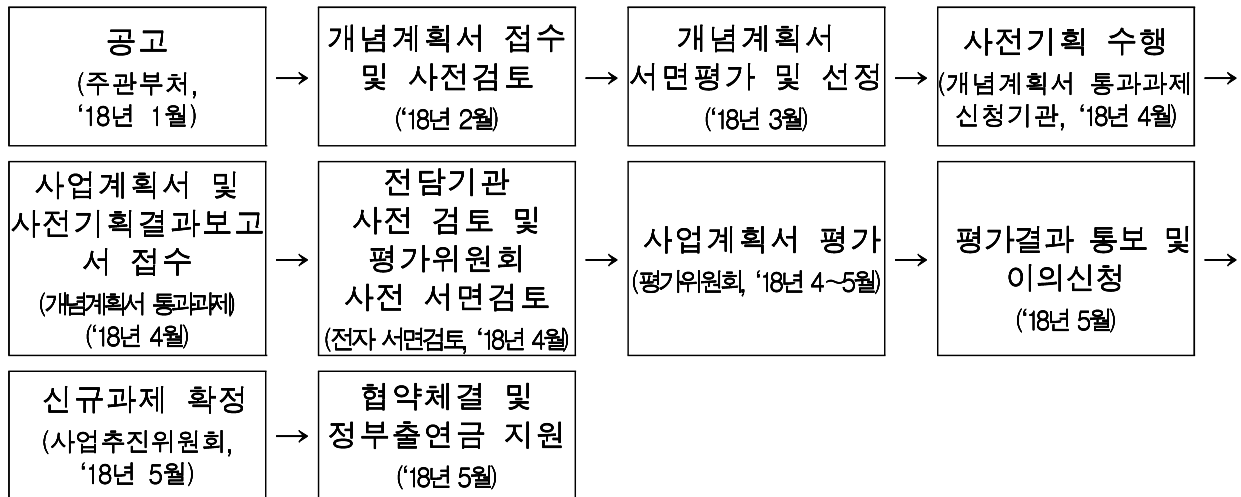 공고
(주관부처,
‘18년 1월)
→
개념계획서 접수
및 사전검토
(‘18년 2월)
→
개념계획서
서면평가 및 선정
(‘18년 3월)
→
사전기획 수행
(개념계획서 통과과제
신청기관, ‘18년 4월)
→
사업계획서 및
사전기획결과보고
서 접수
(개념계획서 통과과제)
(‘18년 4월)
→
전담기관
사전 검토 및
평가위원회
사전 서면검토
(전자 서면검토, ‘18년 4월)
→
사업계획서 평가
(평가위원회, ‘18년 4~5월)
→
평가결과 통보 및
이의신청
(‘18년 5월)
→
신규과제 확정
(사업추진위원회,
‘18년 5월)
→
협약체결 및
정부출연금 지원
(‘18년 5월)